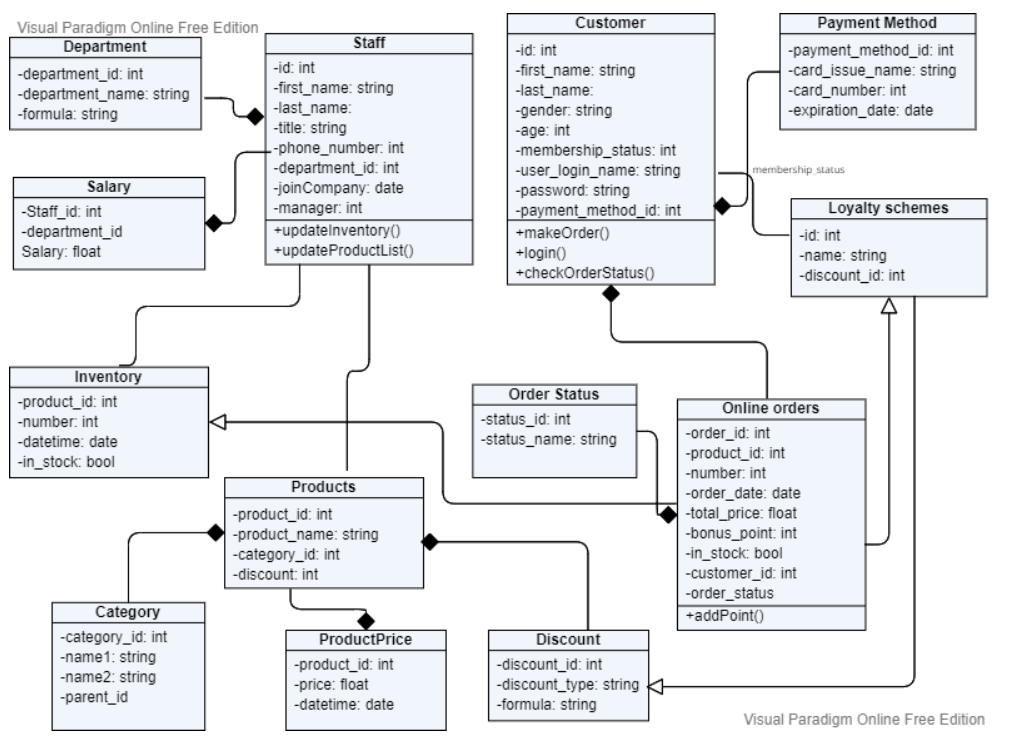 Visual Paradigm Online Free Edition
Department
-department_id: int
-department_name: string
-formula: string
Staff
-id: int
-first_name: string
-last_name:
-title: string
-phone_number: int
-department_id: int
-joinCompany: date
-manager: int
+updateInventory()
+updateProductList()
Customer
-id: int
-first_name: string
-last_name:
-gender: string
-age: int
-membership_status: int
-user_login_name: string
-password: string
-payment_method_id: int
+makeOrder()
+login()
+checkOrderStatus()
Payment Method
-payment_method_id: int
-card_issue_name: string
-card_number: int
-expiration_date: date
membership_status
Salary
-Staff_id: int
-department_id
Salary: float
Loyalty schemes
-id: int
-name: string
-discount_id: int
Inventory
-product_id: int
-number: int
-datetime: date
-in_stock: bool
Order Status
-status_id: int
-status_name: string
Online orders
-order_id: int
-product_id: int
-number: int
-order_date: date
-total_price: float
-bonus_point: int
-in_stock: bool
-customer_id: int
-order_status
+addPoint()
Products
-product_id: int
-product_name: string
-category_id: int
-discount: int
Category
-category_id: int
-name1: string
-name2: string
-parent_id
ProductPrice
-product_id: int
-price: float
-datetime: date
Discount
-discount_id: int
-discount_type: string
-formula: string
Visual Paradigm Online Free Edition